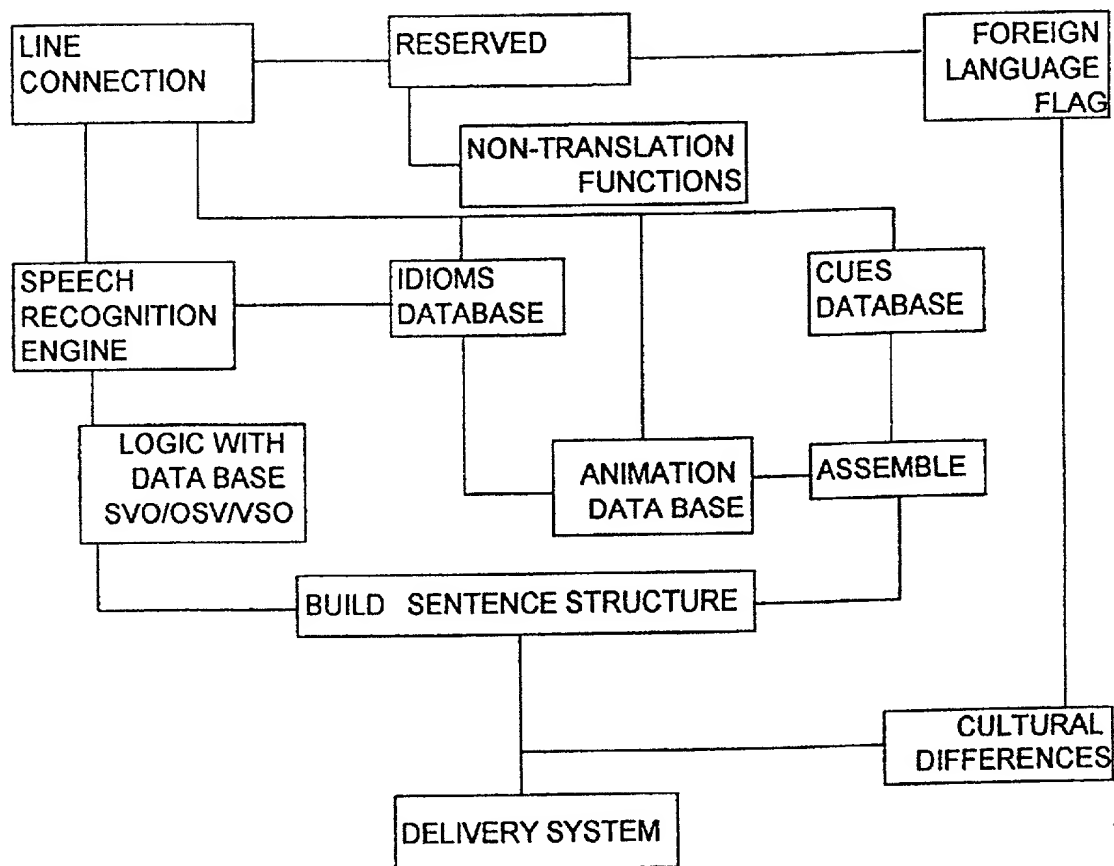 LINE
CONNECTION
RESERVED
FOREIGN
LANGUAGE
FLAG
NON-TRANSLATION
FUNCTIONS
SPEECH
RECOGNITION
ENGINE
IDIOMS
DATABASE
CUES
DATABASE
LOGIC WITH
DATA BASE
SVO/OSV/VSO
ANIMATION
DATA BASE
ASSEMBLE
BUILD SENTENCE STRUCTURE
CULTURAL
DIFFERENCES
DELIVERY SYSTEM